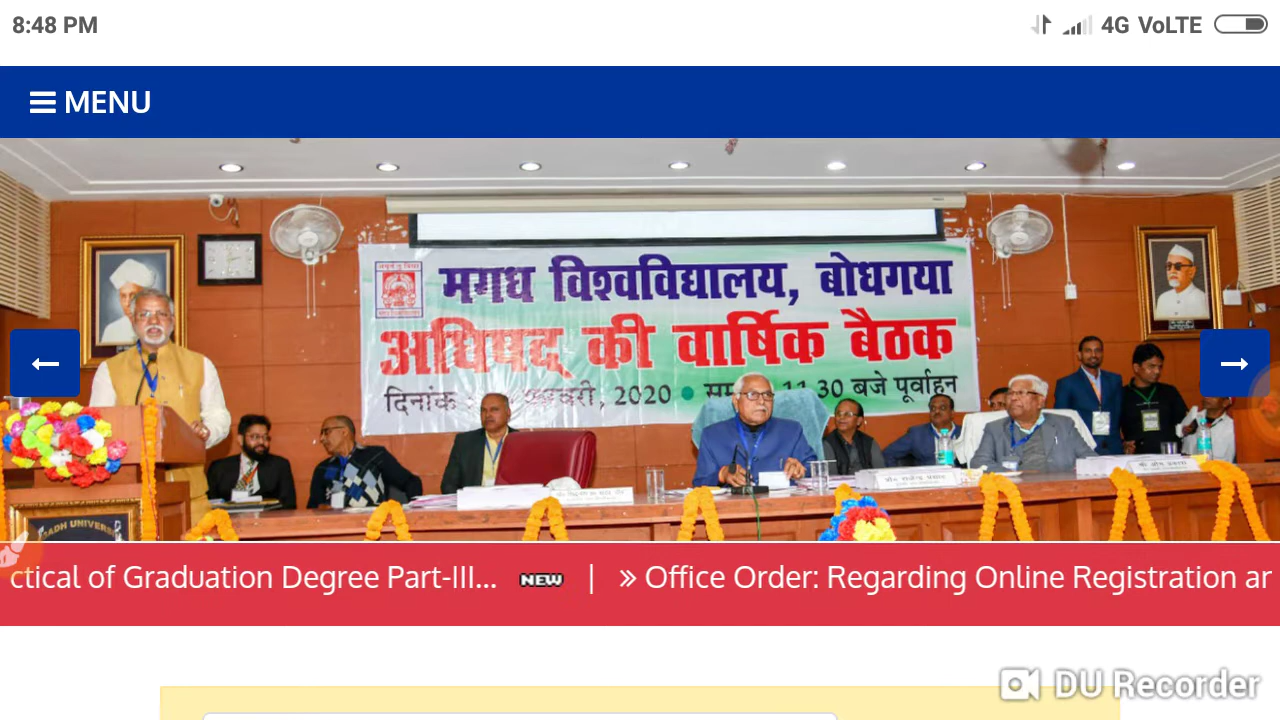 8:48 PM
4G VoLTE
MENU
मगध विश्वविद्यालय, बोधगया
अधिषद् की वार्षिक बैठक
दिनांक
, 2020 ● 30 बजे पूर्वाहन
ctical of Graduation Degree Part-III... NEW | » Office Order: Regarding Online Registration ar
DU Recorder